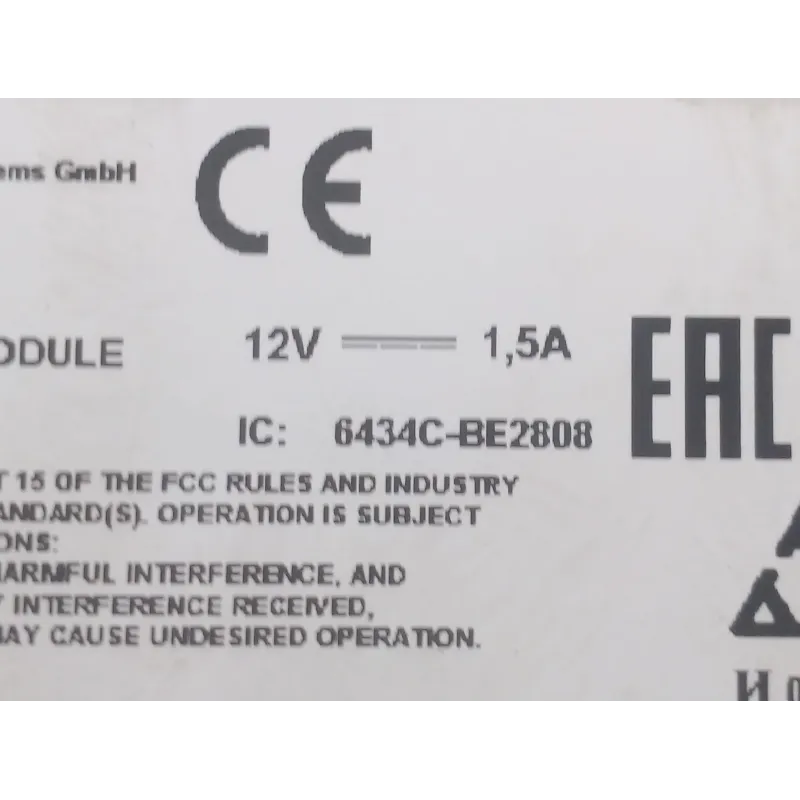 ems GmbH
CE
ODULE 12V 1,5A
EAC
IC: 6434C-BE2808
T 15 OF THE FCC RULES AND INDUSTRY
ANDARD(S). OPERATION IS SUBJECT
ONS:
HARMFUL INTERFERENCE, AND
Y INTERFERENCE RECEIVED,
MAY CAUSE UNDESIRED OPERATION.
И